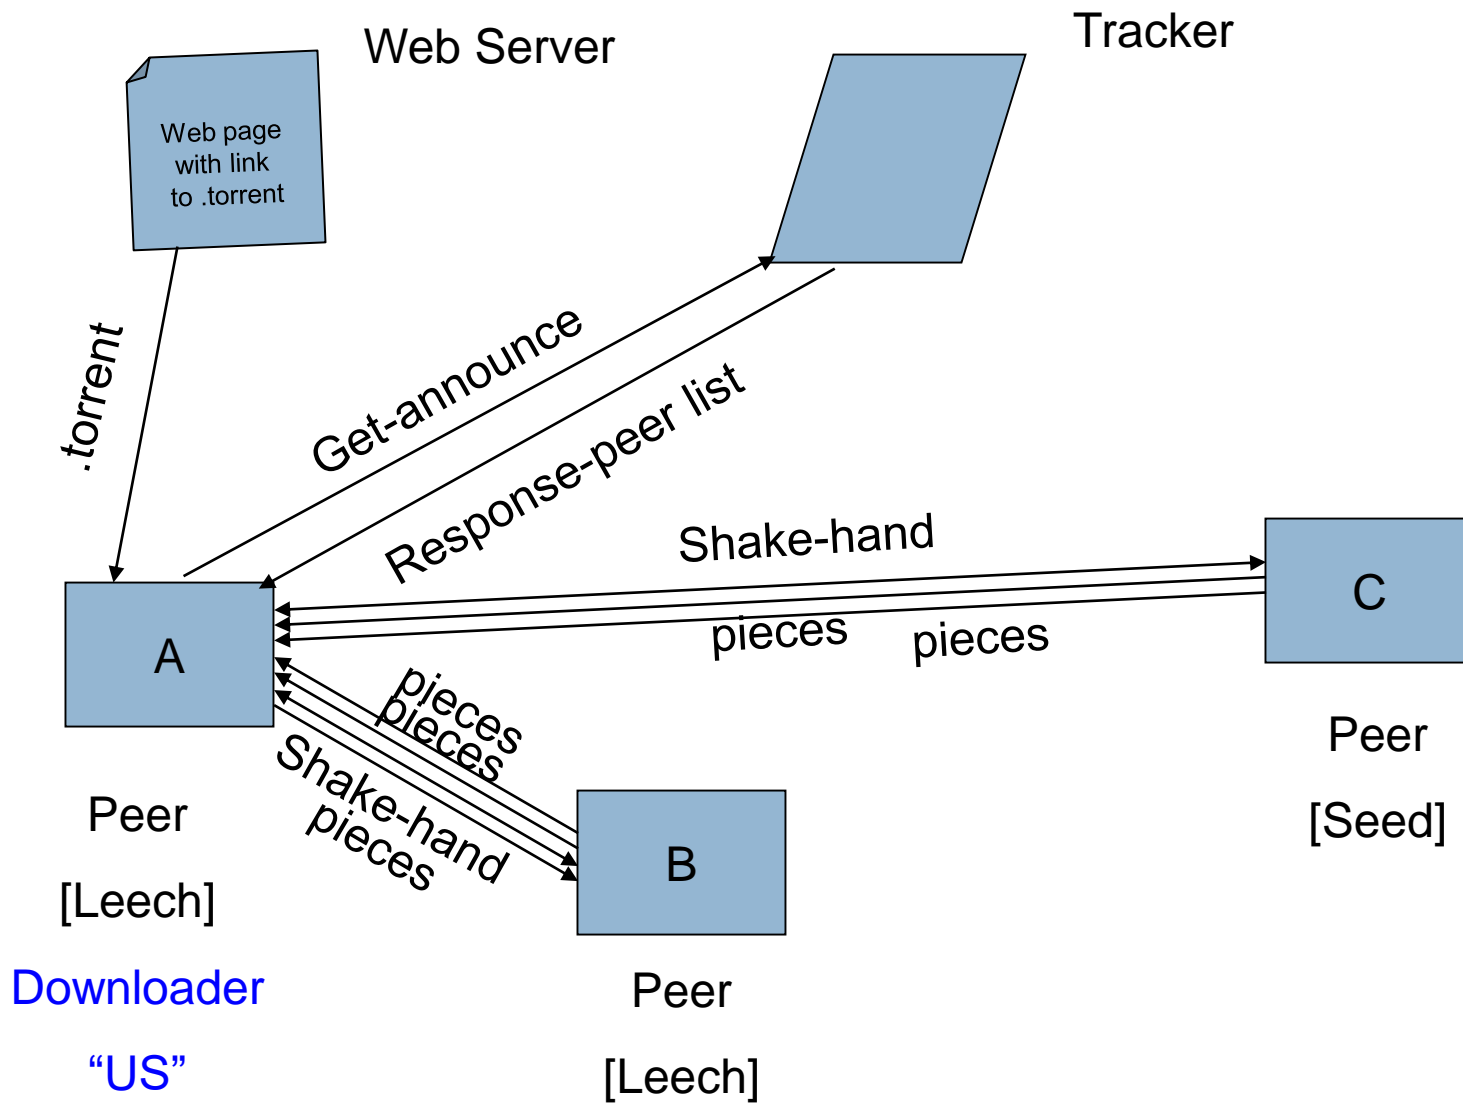 Web Server
Tracker
Web page
with link
to .torrent
.torrent
Get-announce
Response-peer list
Shake-hand
pieces
pieces
C
A
pieces
pieces
Shake-hand
pieces
B
Peer
[Seed]
Peer
[Leech]
Downloader
“US”
Peer
[Leech]